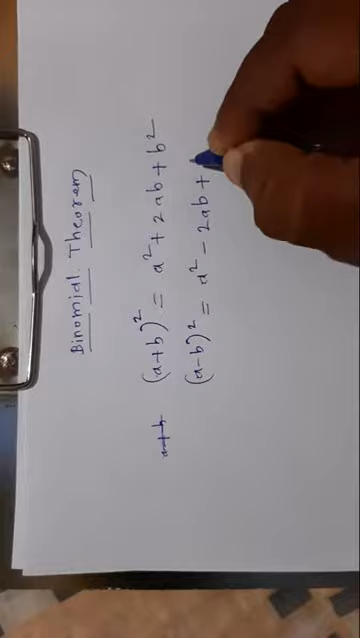 Binomial. Theorem
a+b (a+b)² = a² + 2ab + b²
(a-b)² = a² - 2ab +